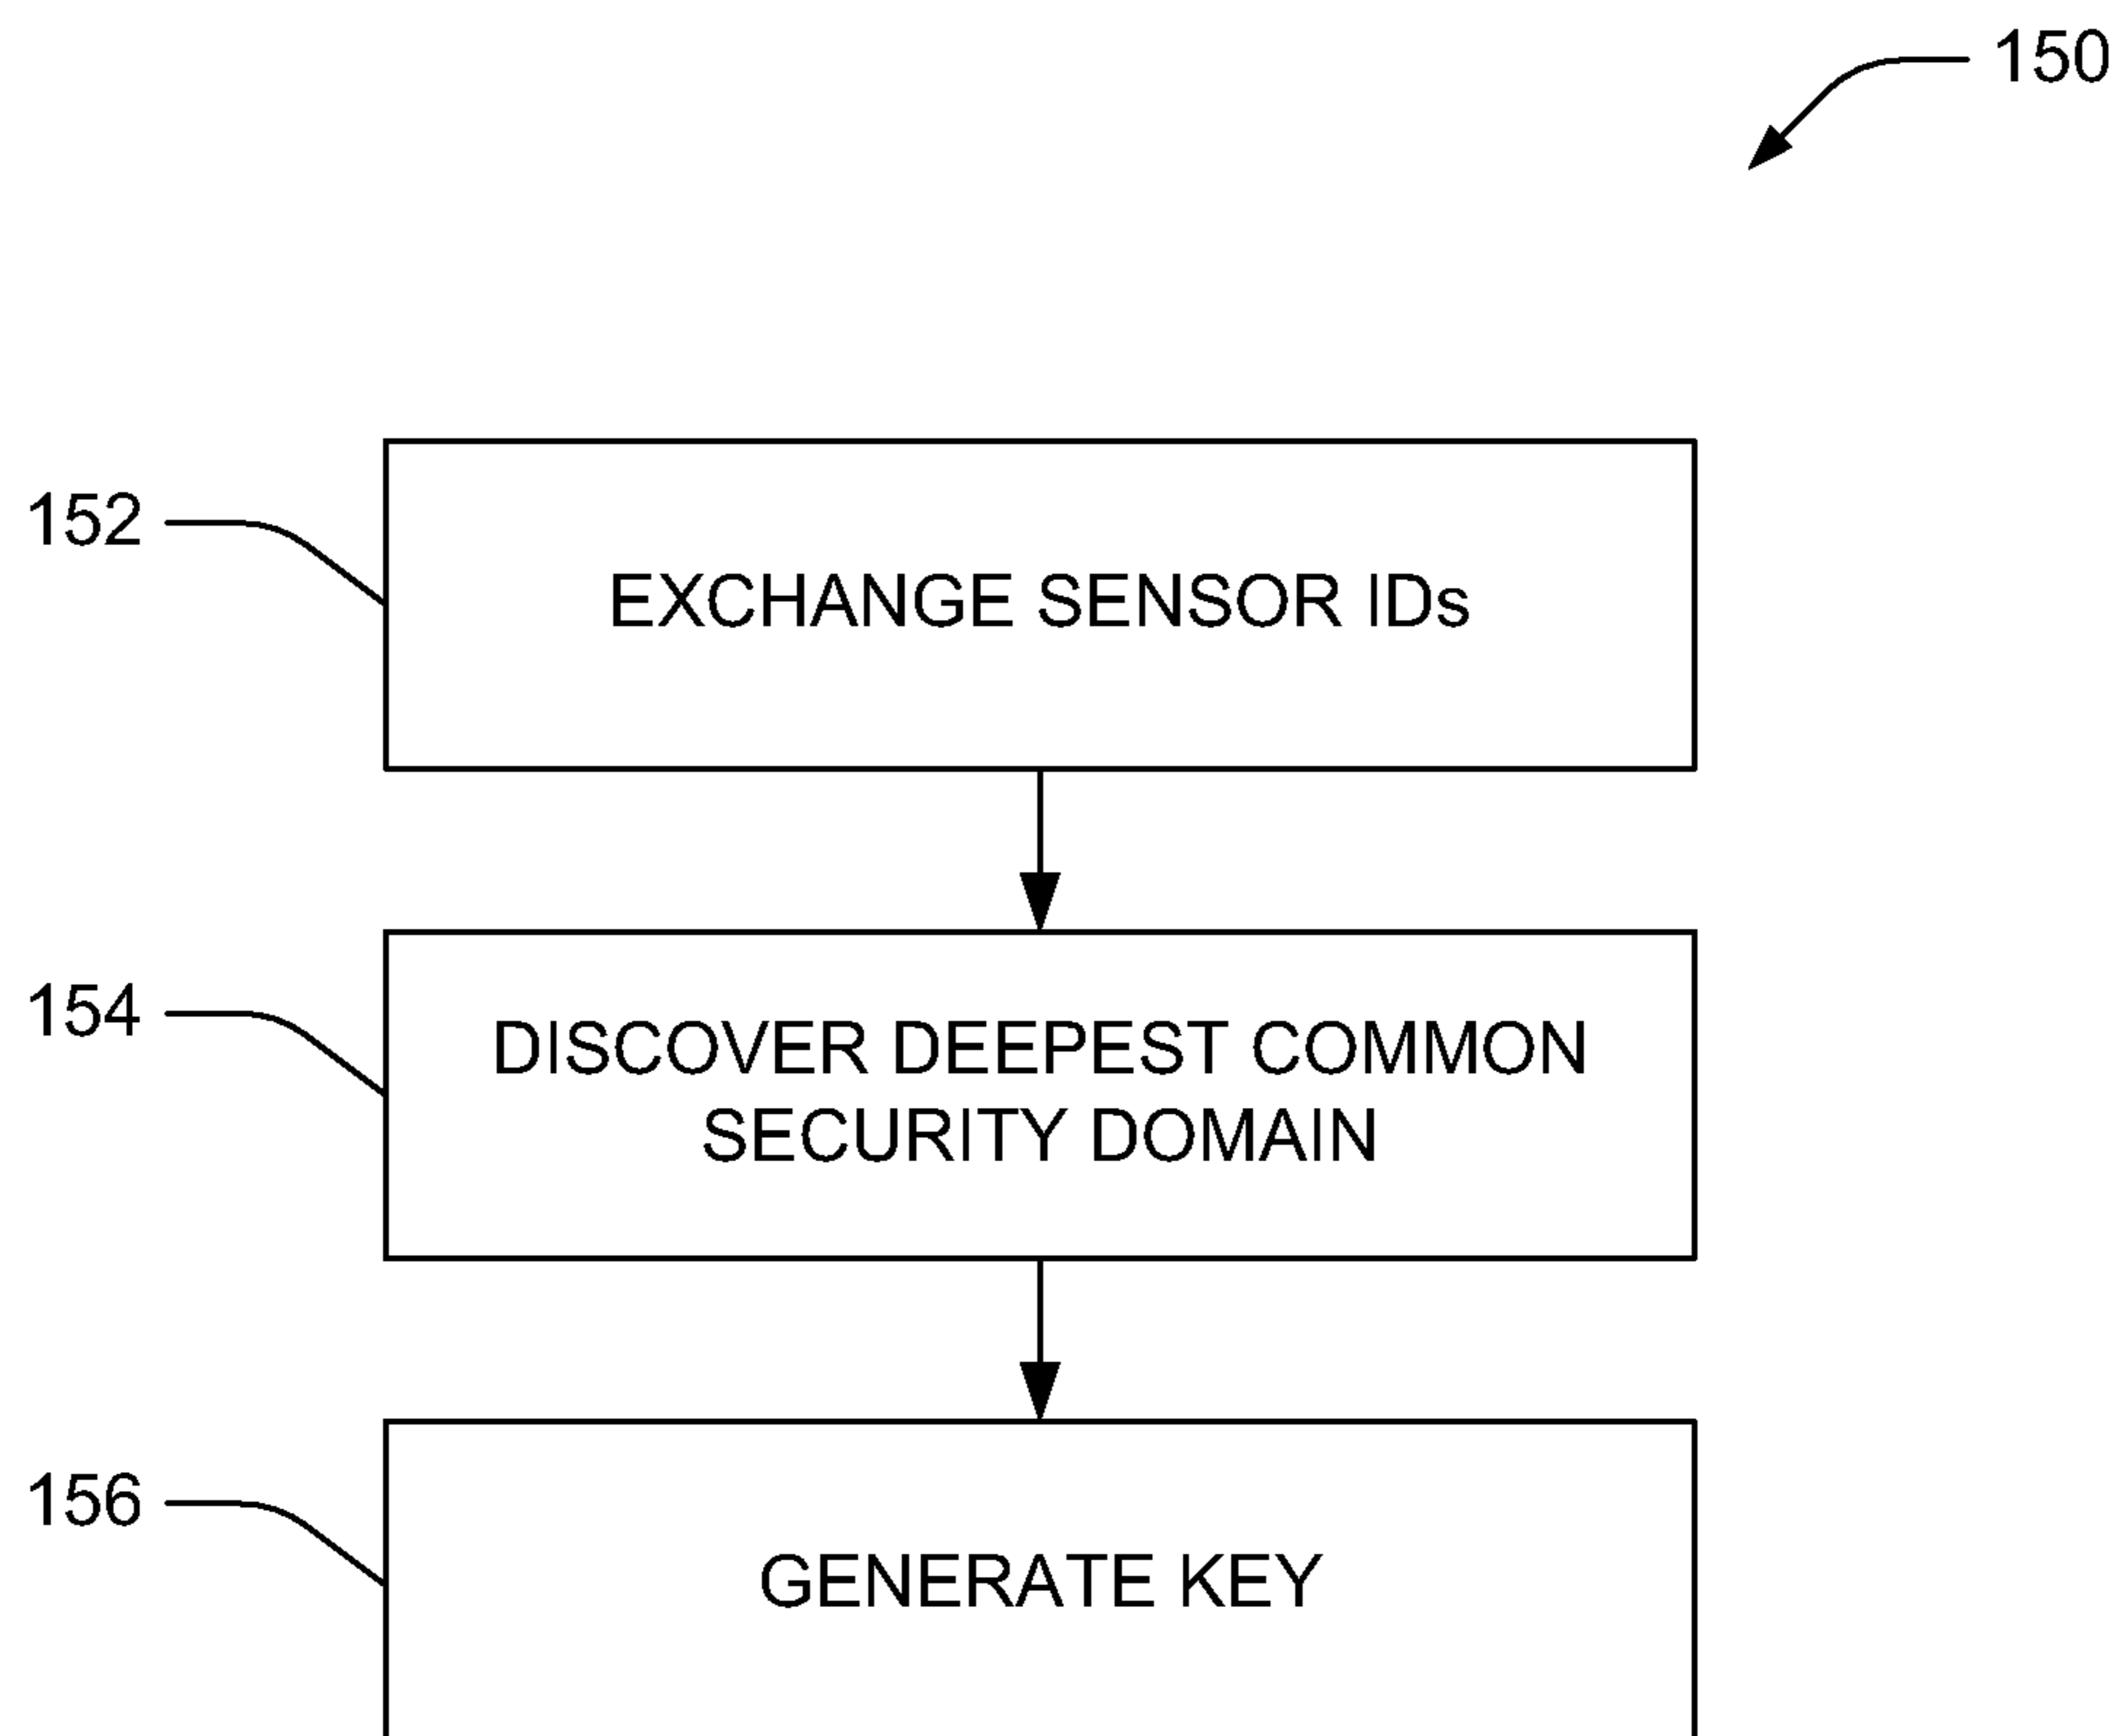 150
152
EXCHANGE SENSOR IDs
154
DISCOVER DEEPEST COMMON
SECURITY DOMAIN
156
GENERATE KEY